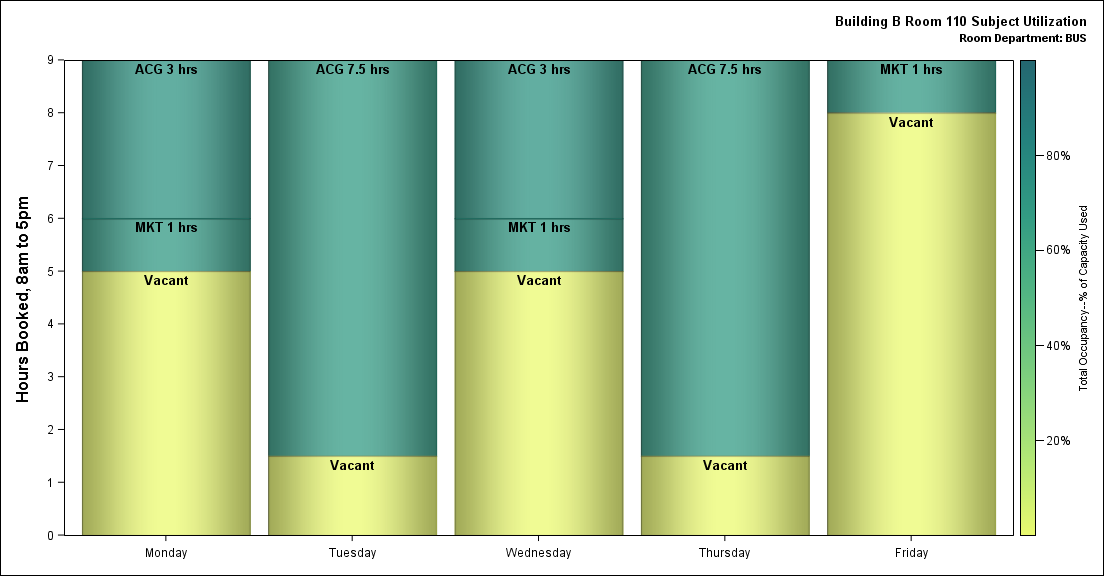 Building B Room 110 Subject Utilization
Room Department: BUS
Hours Booked, 8am to 5pm
9
8
7
6
5
4
3
2
1
0
ACG 3 hrs
MKT 1 hrs
Vacant
ACG 7.5 hrs
Vacant
ACG 3 hrs
MKT 1 hrs
Vacant
ACG 7.5 hrs
Vacant
MKT 1 hrs
Vacant
Monday
Tuesday
Wednesday
Thursday
Friday
80%
60%
40%
20%
Total Occupancy--% of Capacity Used